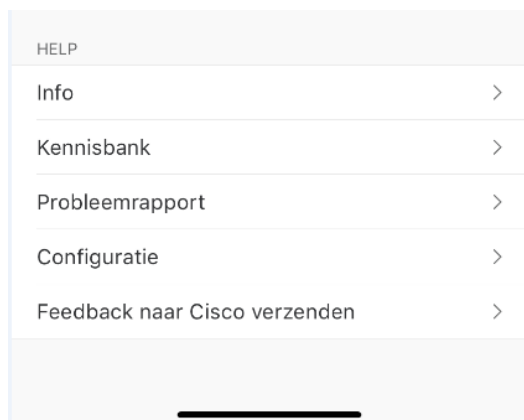 HELP
Info
Kennisbank
Probleemrapport
Configuratie
Feedback naar Cisco verzenden